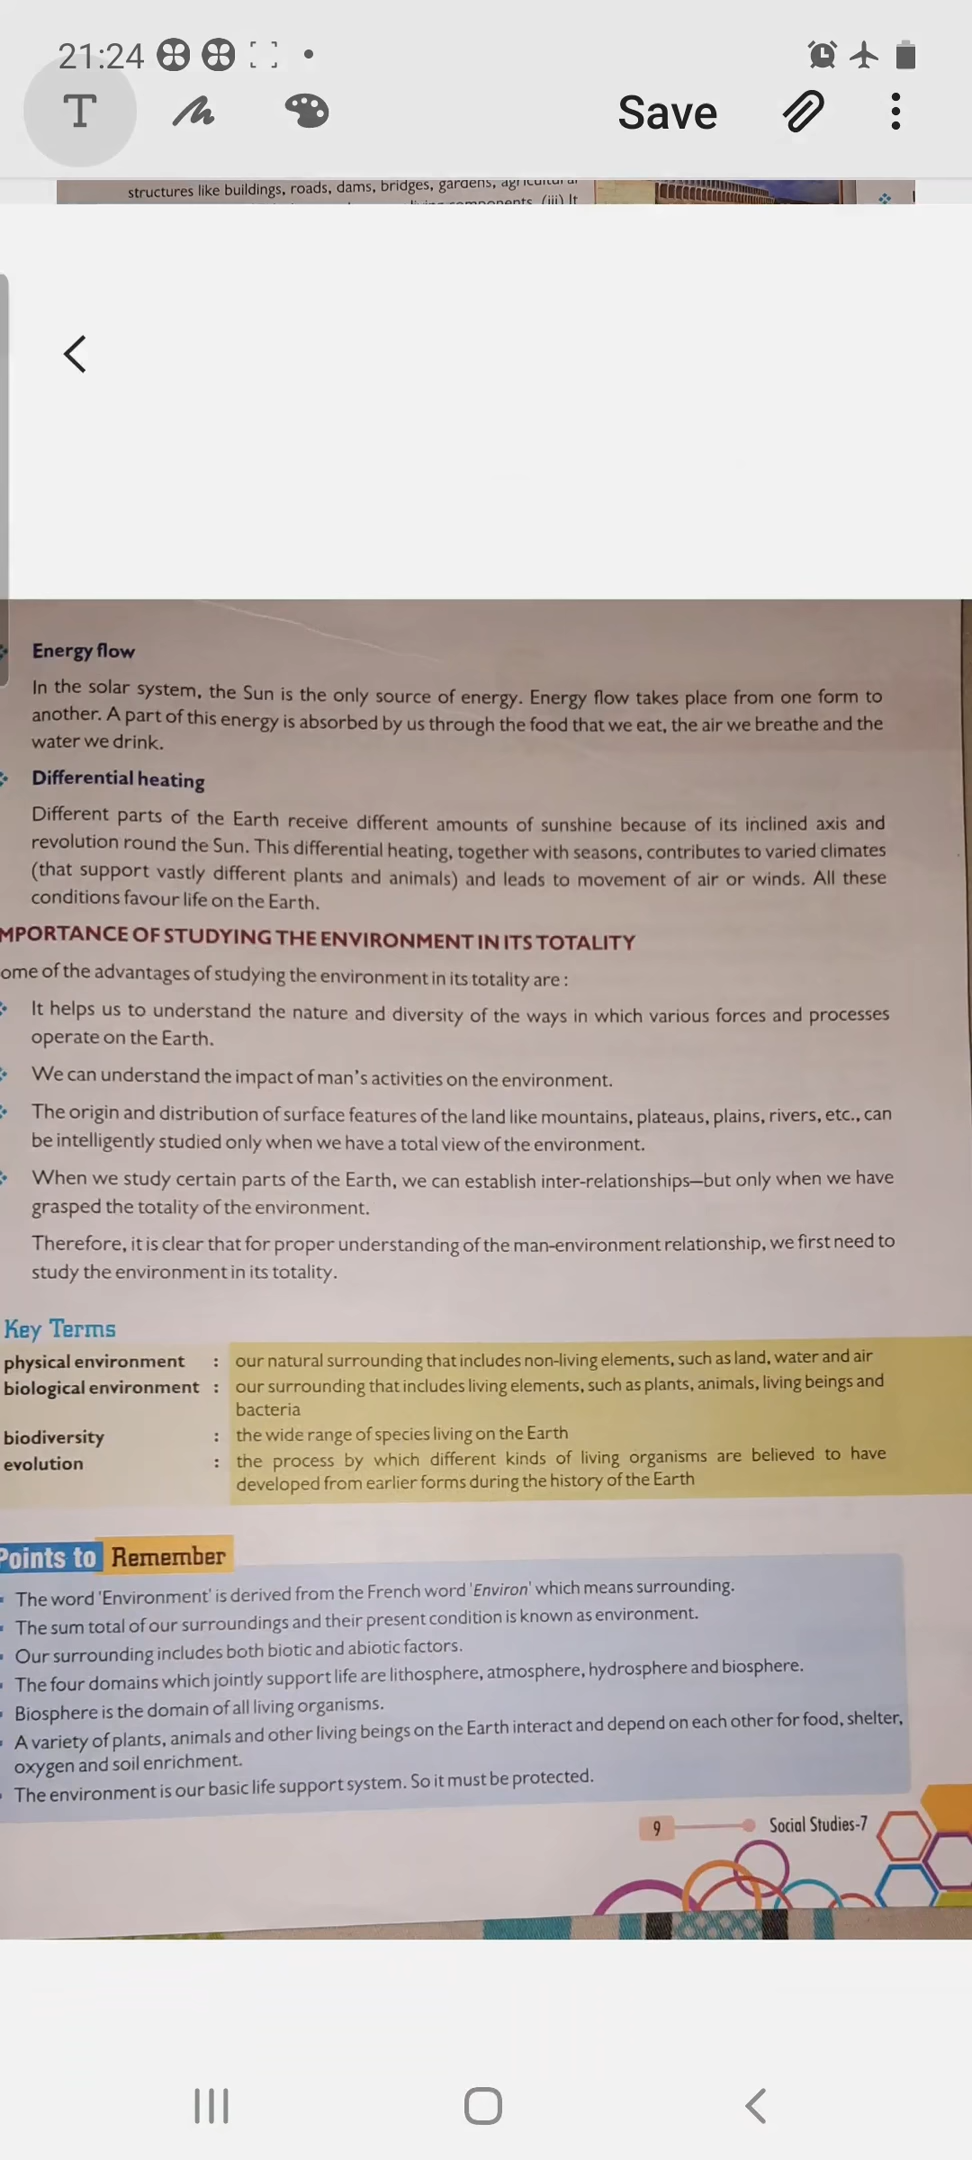 21:24
T
Save
structures like buildings, roads, dams, bridges, gardens, agricultural
components (iii) It
Energy flow
In the solar system, the Sun is the only source of energy. Energy flow takes place from one form to
another. A part of this energy is absorbed by us through the food that we eat, the air we breathe and the
water we drink.
Differential heating
Different parts of the Earth receive different amounts of sunshine because of its inclined axis and
revolution round the Sun. This differential heating, together with seasons, contributes to varied climates
(that support vastly different plants and animals) and leads to movement of air or winds. All these
conditions favour life on the Earth.
MPORTANCE OF STUDYING THE ENVIRONMENT IN ITS TOTALITY
ome of the advantages of studying the environment in its totality are :
It helps us to understand the nature and diversity of the ways in which various forces and processes
operate on the Earth.
We can understand the impact of man's activities on the environment.
The origin and distribution of surface features of the land like mountains, plateaus, plains, rivers, etc., can
be intelligently studied only when we have a total view of the environment.
When we study certain parts of the Earth, we can establish inter-relationships—but only when we have
grasped the totality of the environment.
Therefore, it is clear that for proper understanding of the man-environment relationship, we first need to
study the environment in its totality.
Key Terms
physical environment : our natural surrounding that includes non-living elements, such as land, water and air
biological environment : our surrounding that includes living elements, such as plants, animals, living beings and
bacteria
biodiversity : the wide range of species living on the Earth
evolution : the process by which different kinds of living organisms are believed to have
developed from earlier forms during the history of the Earth
Points to Remember
The word 'Environment' is derived from the French word 'Environ' which means surrounding.
The sum total of our surroundings and their present condition is known as environment.
Our surrounding includes both biotic and abiotic factors.
The four domains which jointly support life are lithosphere, atmosphere, hydrosphere and biosphere.
Biosphere is the domain of all living organisms.
A variety of plants, animals and other living beings on the Earth interact and depend on each other for food, shelter,
oxygen and soil enrichment.
The environment is our basic life support system. So it must be protected.
9 Social Studies-7